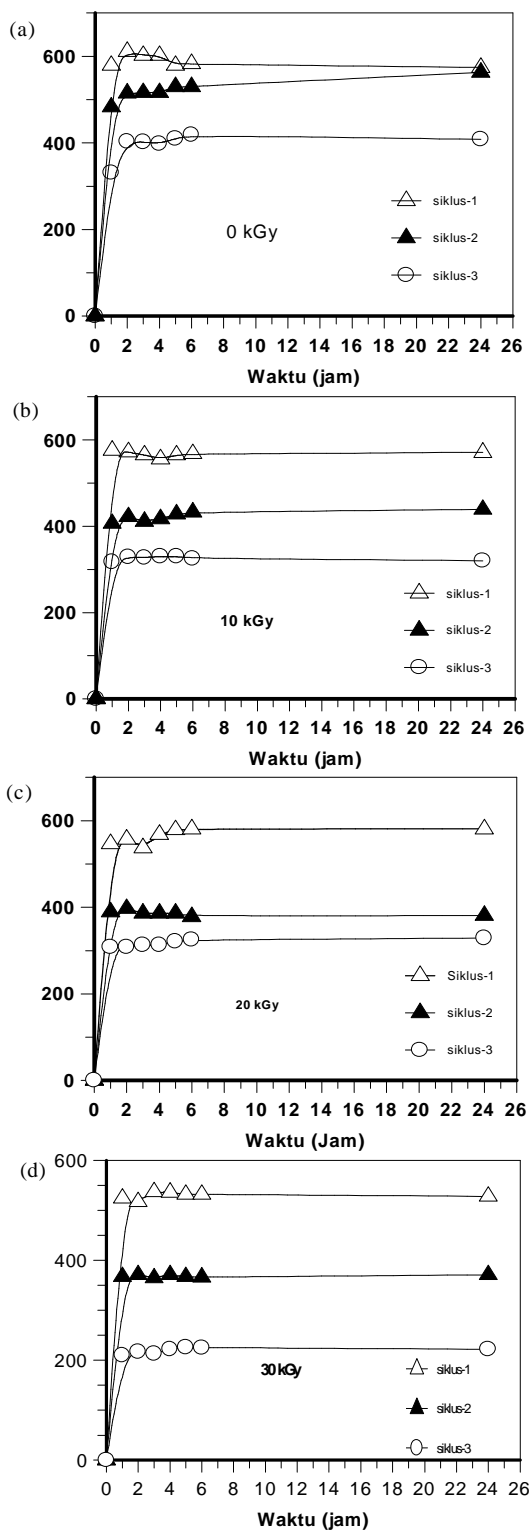 (a)
600
400
200
0
siklus-1
siklus-2
siklus-3
0 kGy
0 2 4 6 8 10 12 14 16 18 20 22 24 26
Waktu (jam)
(b)
600
400
200
0
siklus-1
siklus-2
siklus-3
10 kGy
0 2 4 6 8 10 12 14 16 18 20 22 24 26
Waktu (jam)
(c)
600
400
200
0
Siklus-1
siklus-2
siklus-3
20 kGy
0 2 4 6 8 10 12 14 16 18 20 22 24 26
Waktu (Jam)
(d)
600
400
200
0
siklus-1
siklus-2
siklus-3
30 kGy
0 2 4 6 8 10 12 14 16 18 20 22 24 26
Waktu (jam)